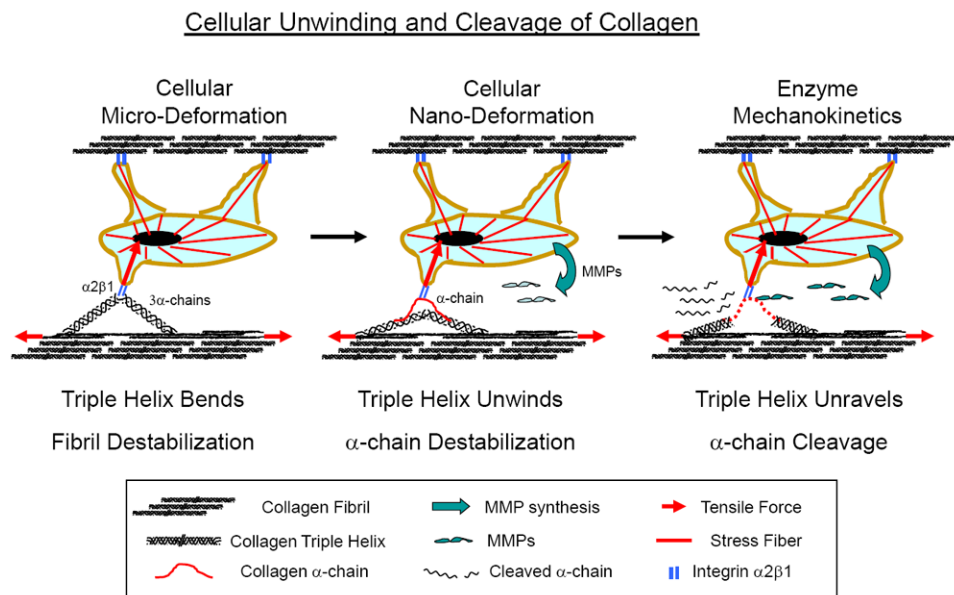 Cellular Unwinding and Cleavage of Collagen
Cellular
Micro-Deformation
Cellular
Nano-Deformation
Enzyme
Mechanokinetics
α2β1
3α-chains
α-chain
MMPs
MMPs
Triple Helix Bends
Fibril Destabilization
Triple Helix Unwinds
α-chain Destabilization
Triple Helix Unravels
α-chain Cleavage
Collagen Fibril
MMP synthesis
Tensile Force
Collagen Triple Helix
MMPs
Stress Fiber
Collagen α-chain
Cleaved α-chain
Integrin α2β1